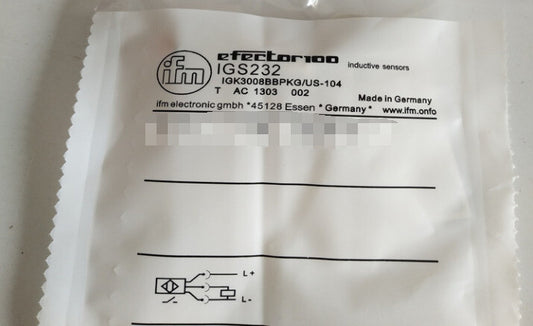 ifm
efector100
inductive sensors
IGS232
IGK3008BBPKG/US-104
T AC 1303 002
Made in Germany
ifm electronic gmbh *45128 Essen * Germany * www.ifm.onfo
L+
L-